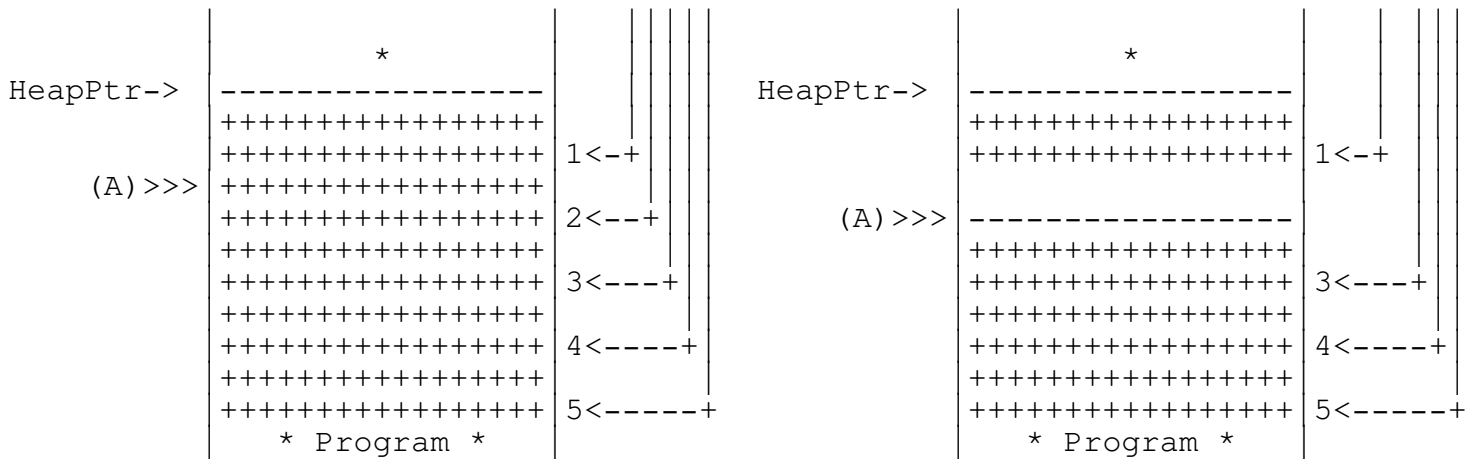 | | | | | | | | | | | | | |
| * | | | | | | | * | | | | |
HeapPtr-> |-----------------| | | | | | HeapPtr-> |-----------------| | | | |
|+++++++++++++++++| | | | | | |+++++++++++++++++| | | | |
|+++++++++++++++++|1<-+ | | | | |+++++++++++++++++|1<-+ | | |
(A)>>>|+++++++++++++++++| | | | | | | | | |
|+++++++++++++++++|2<--+ | | | (A)>>>|-----------------| | | |
|+++++++++++++++++| | | | |+++++++++++++++++| | | |
|+++++++++++++++++|3<---+ | | |+++++++++++++++++|3<---+ | |
|+++++++++++++++++| | | |+++++++++++++++++| | |
|+++++++++++++++++|4<----+ | |+++++++++++++++++|4<----+ |
|+++++++++++++++++| | |+++++++++++++++++| |
|+++++++++++++++++|5<-----+ |+++++++++++++++++|5<-----+
| * Program * | | * Program * |